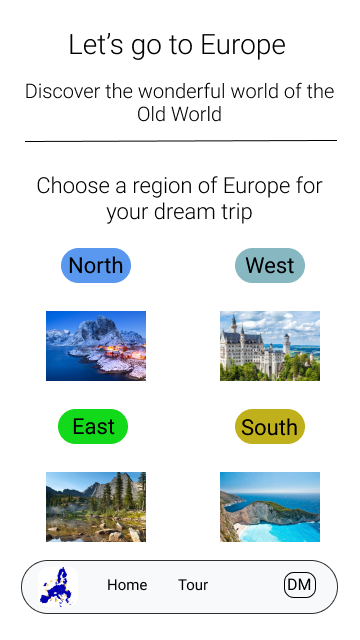 Let’s go to Europe
Discover the wonderful world of the
Old World
Choose a region of Europe for
your dream trip
North
West
East
South
Home
Tour
DM